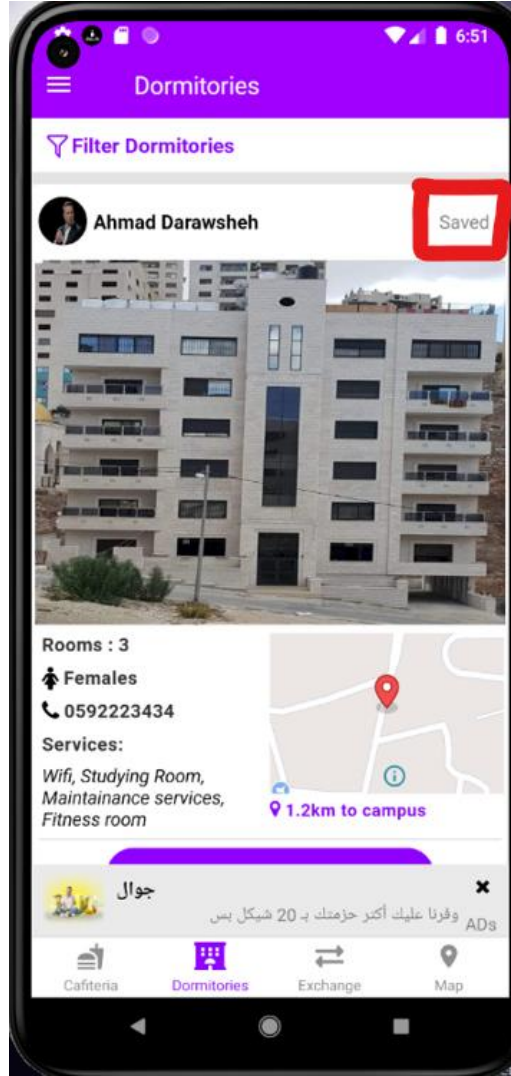 6:51
Dormitories
Filter Dormitories
Ahmad Darawsheh
Saved
Rooms : 3
Females
0592223434
Services:
Wifi, Studying Room,
Maintainance services,
Fitness room
1.2km to campus
جوال
وفرنا عليك أكتر حزمتك بـ 20 شيكل بس
ADs
Cafiteria
Dormitories
Exchange
Map